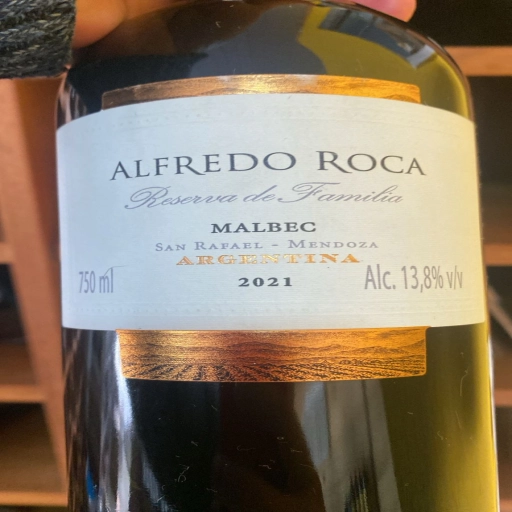 ALFREDO ROCA
Reserva de Familia
MALBEC
SAN RAFAEL - MENDOZA
ARGENTINA
750 ml
2021
Alc. 13,8% v/v